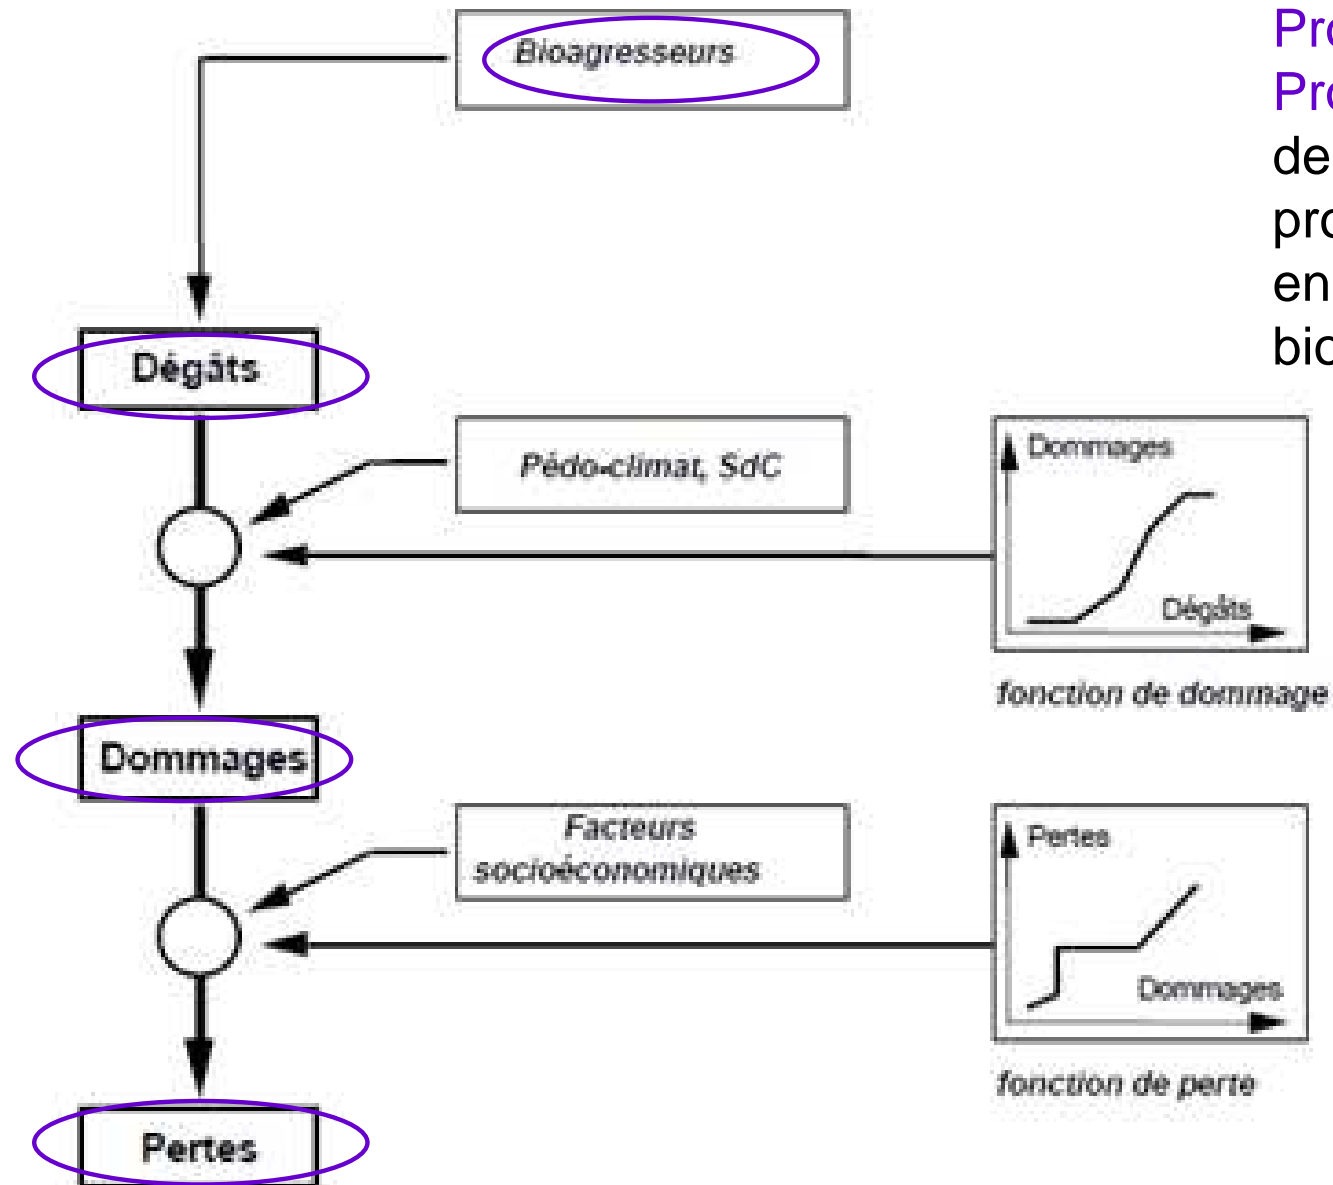 Bioagresseurs
Dégâts
Pédo-climat, SdC
Dommages
Dégâts
fonction de dommage
Dommages
Facteurs
socioéconomiques
Pertes
Dommages
fonction de perte
Pertes
de